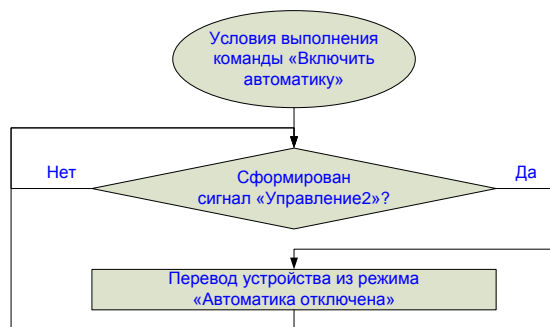 Условия выполнения
команды «Включить
автоматику»
Нет
Да
Сформирован
сигнал «Управление2»?
Перевод устройства из режима
«Автоматика отключена»